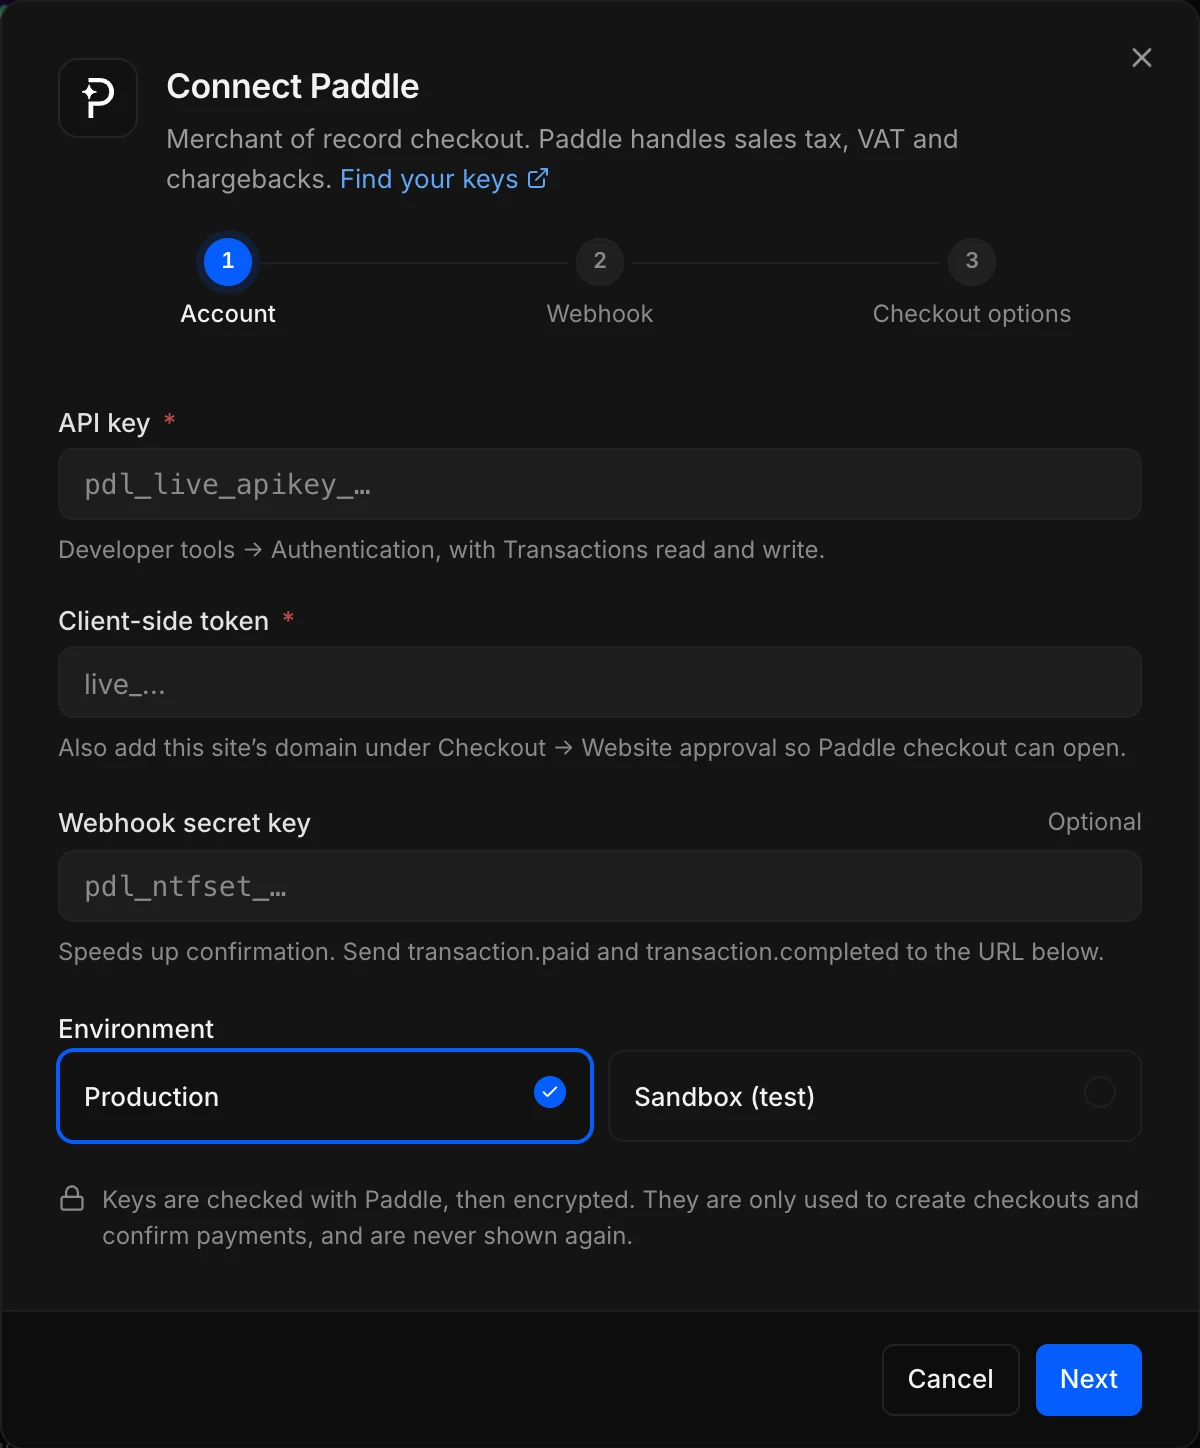 Connect Paddle
Merchant of record checkout. Paddle handles sales tax, VAT and
chargebacks. Find your keys
1
2
3
Account
Webhook
Checkout options
API key *
pdl_live_apikey_…
Developer tools → Authentication, with Transactions read and write.
Client-side token *
live_...
Also add this site’s domain under Checkout → Website approval so Paddle checkout can open.
Webhook secret key
Optional
pdl_ntfset_…
Speeds up confirmation. Send transaction.paid and transaction.completed to the URL below.
Environment
Production
Sandbox (test)
Keys are checked with Paddle, then encrypted. They are only used to create checkouts and
confirm payments, and are never shown again.
Cancel
Next